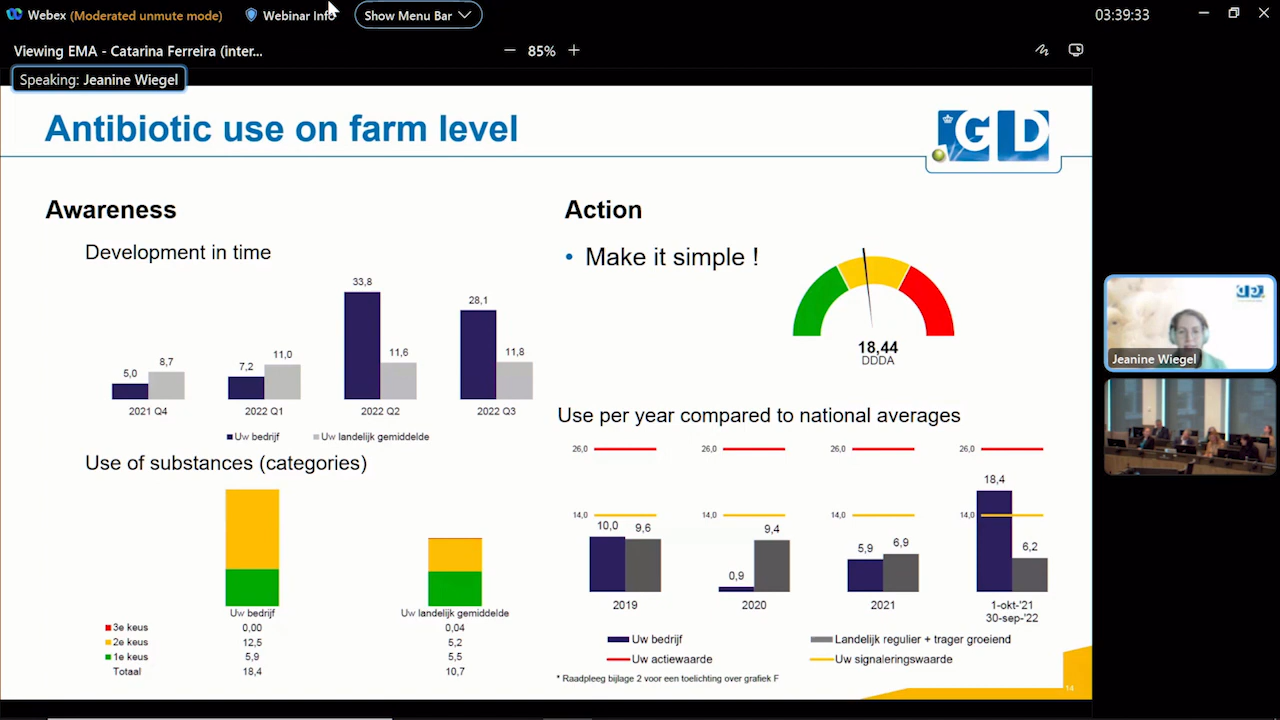 Webex (Moderated unmute mode)
Webinar Info
Show Menu Bar
03:39:33
Viewing EMA - Catarina Ferreira (inter...
85%
Speaking: Jeanine Wiegel
Antibiotic use on farm level
GD
Awareness
Development in time
33,8
28,1
5,0
8,7
7,2
11,0
11,6
11,8
2021 Q4
2022 Q1
2022 Q2
2022 Q3
Uw bedrijf
Uw landelijk gemiddelde
Use of substances (categories)
Uw bedrijf
Uw landelijk gemiddelde
3e keus 0,00 0,04
2e keus 12,5 5,2
1e keus 5,9 5,5
Totaal 18,4 10,7
Action
• Make it simple !
18,44
DDDA
Use per year compared to national averages
26,0
26,0
26,0
26,0
14,0
14,0
14,0
14,0
10,0
9,6
0,9
9,4
5,9
6,9
18,4
6,2
2019
2020
2021
1-okt-'21
30-sep-'22
Uw bedrijf
Landelijk regulier + trager groeiend
Uw actiewaarde
Uw signaleringswaarde
* Raadpleeg bijlage 2 voor een toelichting over grafiek F
14
GD
Jeanine Wiegel